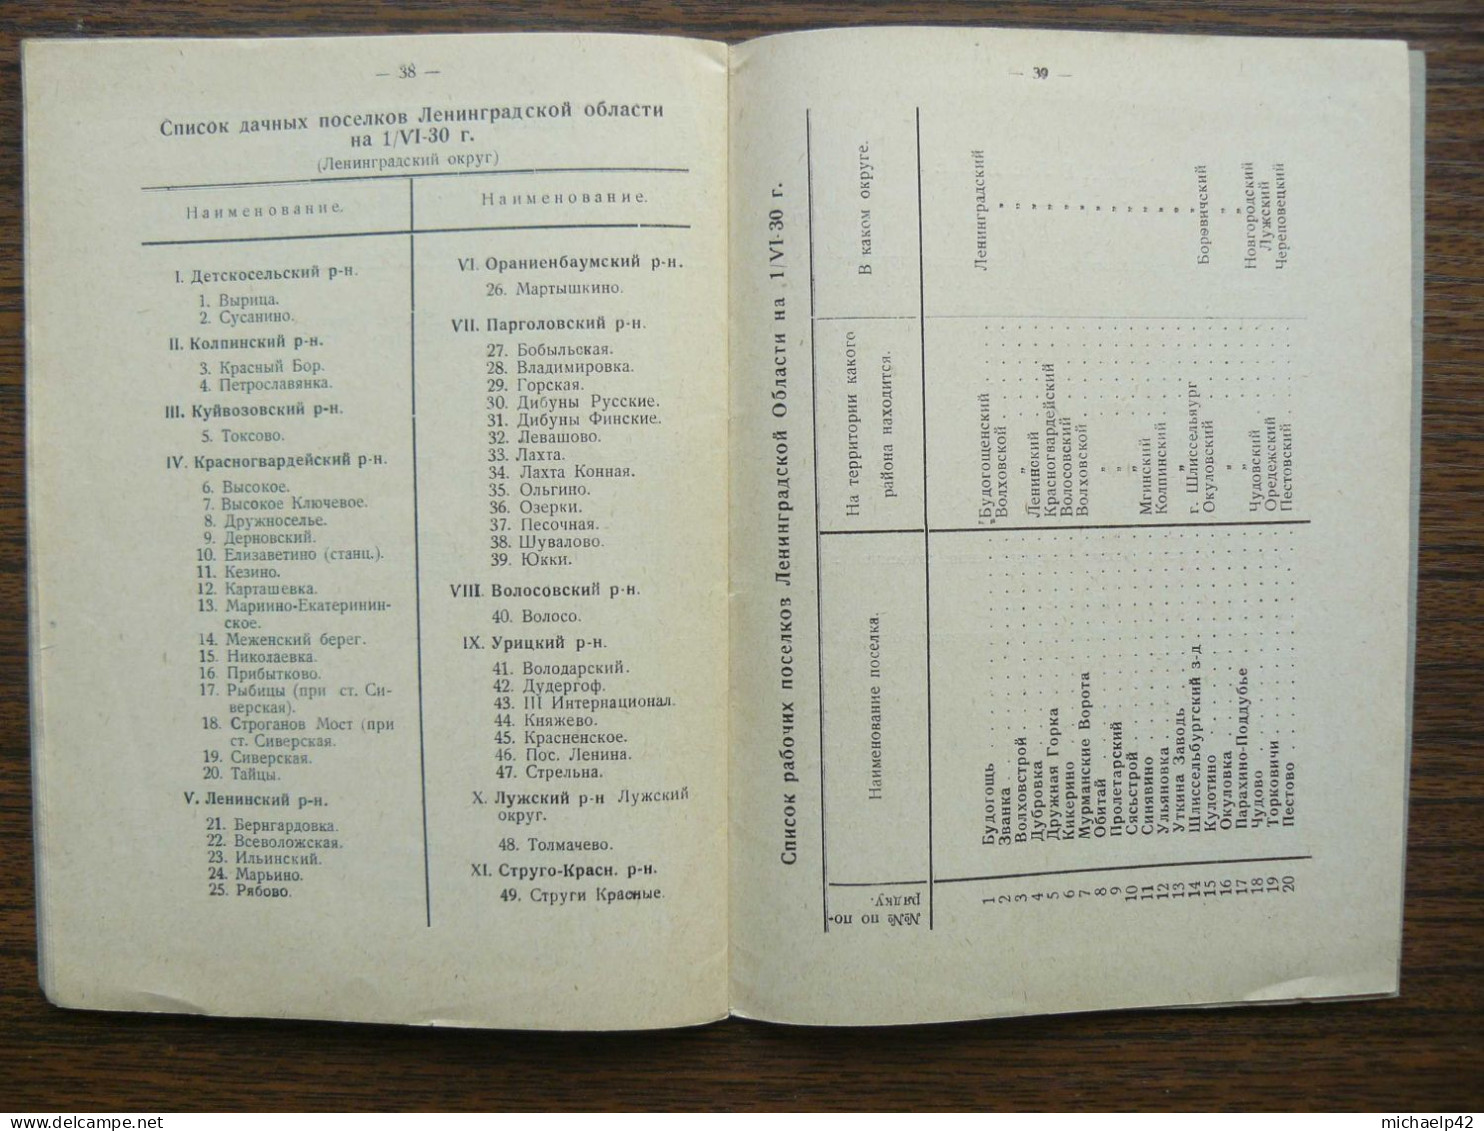 — 38 —
Список дачных поселков Ленинградской области
на 1/VI-30 г.
(Ленинградский округ)
Наименование.
I. Детскосельский р-н.
1. Вырица.
2. Сусанино.
II. Колпинский р-н.
3. Красный Бор.
4. Петрославянка.
III. Куйвозовский р-н.
5. Токсово.
IV. Красногвардейский р-н.
6. Высокое.
7. Высокое Ключевое.
8. Дружноселье.
9. Дерновский.
10. Елизаветино (станц.).
11. Кезино.
12. Карташевка.
13. Мариино-Екатеринин-
ское.
14. Меженский берег.
15. Николаевка.
16. Прибытково.
17. Рыбицы (при ст. Си-
верская).
18. Строганов Мост (при
ст. Сиверская.
19. Сиверская.
20. Тайцы.
V. Ленинский р-н.
21. Бернгардовка.
22. Всеволожская.
23. Ильинский.
24. Марьино.
25. Рябово.
Наименование.
VI. Ораниенбаумский р-н.
26. Мартышкино.
VII. Парголовский р-н.
27. Бобыльская.
28. Владимировка.
29. Горская.
30. Дибуны Русские.
31. Дибуны Финские.
32. Левашово.
33. Лахта.
34. Лахта Конная.
35. Ольгино.
36. Озерки.
37. Песочная.
38. Шувалово.
39. Юкки.
VIII. Волосовский р-н.
40. Волосо.
IX. Урицкий р-н.
41. Володарский.
42. Дудергоф.
43. III Интернационал.
44. Княжево.
45. Красненское.
46. Пос. Ленина.
47. Стрельна.
X. Лужский р-н Лужский
округ.
48. Толмачево.
XI. Струго-Красн. р-н.
49. Струги Красные.
— 39 —
Список рабочих поселков Ленинградской Области на 1/VI-30 г.
№№ по по-
рядку.
Наименование поселка.
На территории какого
района находится.
В каком округе.
1 Будогощь . . . "Будогощенский . . . Ленинградский
2 Званка . . . "Волховской . . . "
3 Волховстрой . . . " . . . "
4 Дубровка . . . Ленинский . . . "
5 Дружная Горка . . . Красногвардейский "
6 Кикерино . . . Волосовский . . . "
7 Мурманские Ворота . . . Волховской . . . "
8 Обитай . . . " . . . "
9 Пролетарский . . . " . . . "
10 Сясьстрой . . . " . . . "
11 Синявино . . . Мгинский . . . "
12 Ульяновка . . . Колпинский . . . "
13 Уткина Заводь . . . " . . . "
14 Шлиссельбургский з-д г. Шлиссельяург "
15 Кулотино . . . Окуловский . . . Боровичский
16 Окуловка . . . " . . . "
17 Парахино-Поддубье . . . " . . . "
18 Чудово . . . Чудовский . . . Новгородский
19 Торковичи . . . Оредежский . . . Лужский
20 Пестово . . . Пестовский . . . Череповецкий
michaelp42